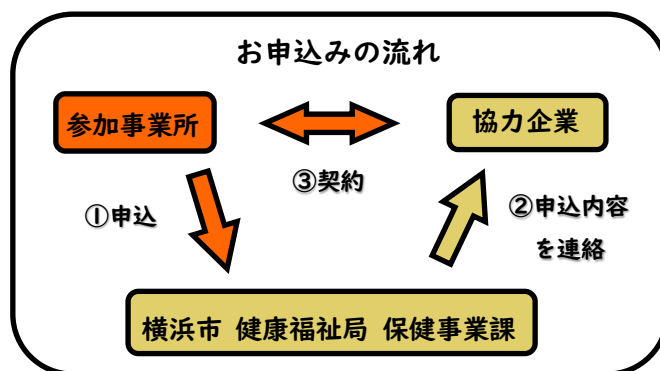 お申込みの流れ
参加事業所
協力企業
③契約
①申込
②申込内容
を連絡
横浜市 健康福祉局 保健事業課